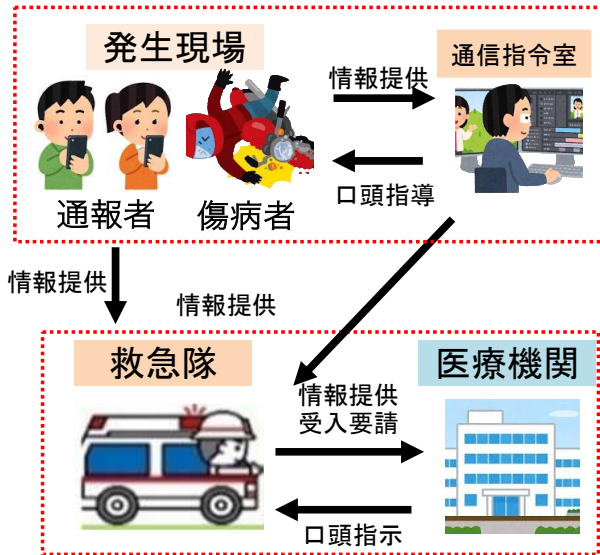 発生現場
通信指令室
情報提供
口頭指導
通報者
傷病者
情報提供
情報提供
救急隊
医療機関
情報提供
受入要請
口頭指示